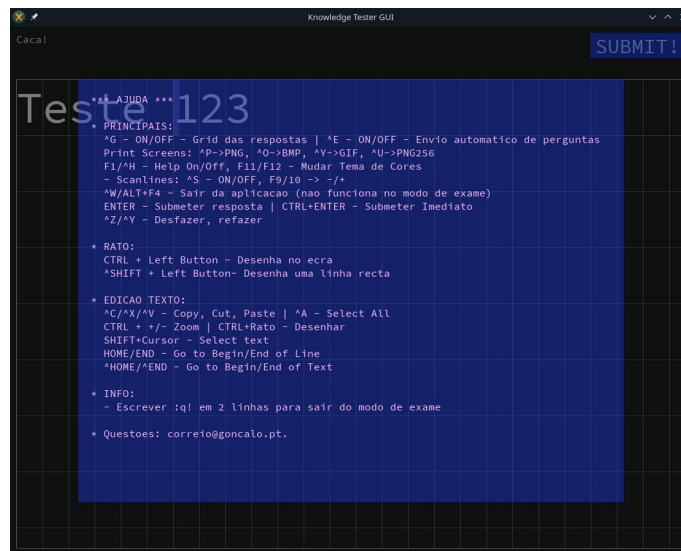 Knowledge Tester GUI
Caca!
SUBMIT!
Teste 123
*** AJUDA ***
* PRINCIPAIS:
^G - ON/OFF - Grid das respostas | ^E - ON/OFF - Envio automatico de perguntas
Print Screens: ^P->PNG, ^O->BMP, ^Y->GIF, ^U->PNG256
F1/^H - Help On/Off, F11/F12 - Mudar Tema de Cores
- Scanlines: ^S - ON/OFF, F9/10 -> -/+
^W/ALT+F4 - Sair da aplicacao (nao funciona no modo de exame)
ENTER - Submeter resposta | CTRL+ENTER - Submeter Imediato
^Z/^Y - Desfazer, refazer
* RATO:
CTRL + Left Button - Desenha no ecra
^SHIFT + Left Button- Desenha uma linha recta
* EDICAO TEXTO:
^C/^X/^V - Copy, Cut, Paste | ^A - Select All
CTRL + +/- Zoom | CTRL+Rato - Desenhar
SHIFT+Cursor - Select text
HOME/END - Go to Begin/End of Line
^HOME/^END - Go to Begin/End of Text
* INFO:
- Escrever :q! em 2 linhas para sair do modo de exame
* Questoes: correio@goncalo.pt.